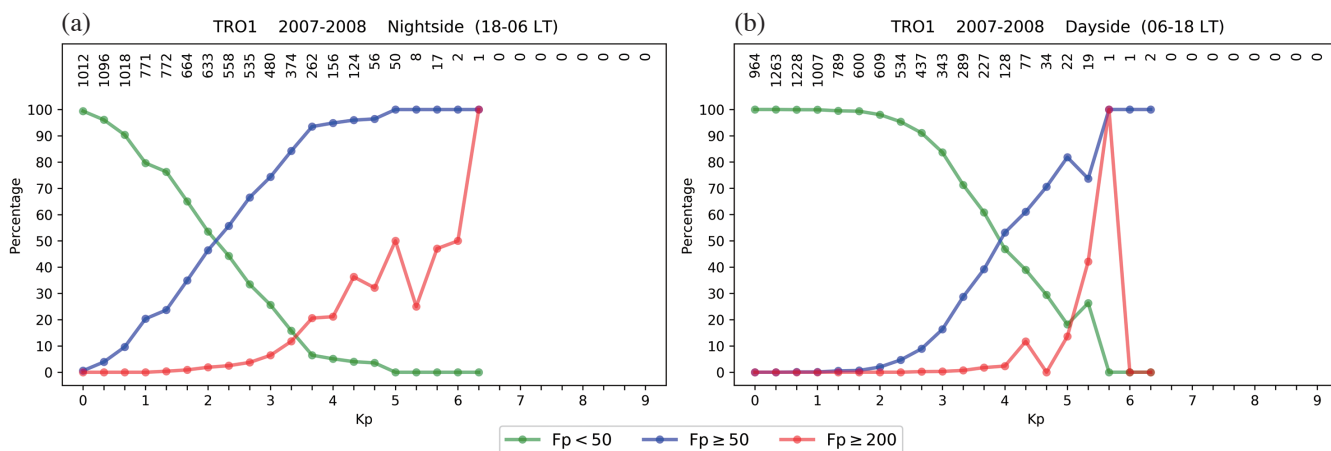 (a)
TRO1 2007-2008 Nightside (18-06 LT)
1012 1096 1018 771 772 664 633 558 535 480 374 262 156 124 56 50 8 17 2 1 0 0 0 0 0 0 0 0
100
90
80
70
60
50
40
30
20
10
0
Percentage
0 1 2 3 4 5 6 7 8 9
Kp
(b)
TRO1 2007-2008 Dayside (06-18 LT)
964 1263 1228 1007 789 600 609 534 437 343 289 227 128 77 34 22 19 1 1 2 0 0 0 0 0 0 0 0
100
90
80
70
60
50
40
30
20
10
0
Percentage
0 1 2 3 4 5 6 7 8 9
Kp
Fp < 50 Fp ≥ 50 Fp ≥ 200